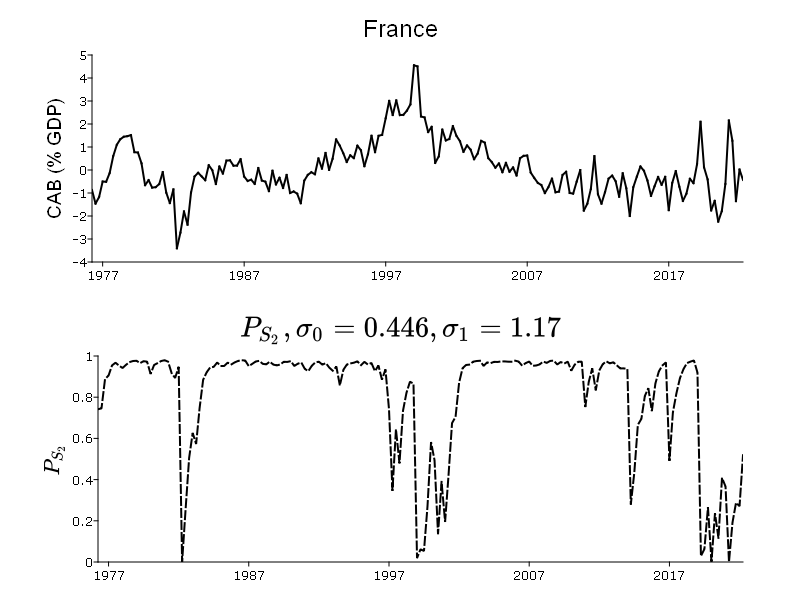 France
CAB (% GDP)
5
4
3
2
1
0
−1
−2
−3
−4
1977 1987 1997 2007 2017
P_{S_2}, σ_0 = 0.446, σ_1 = 1.17
P_{S_2}
1
0.8
0.6
0.4
0.2
0
1977 1987 1997 2007 2017